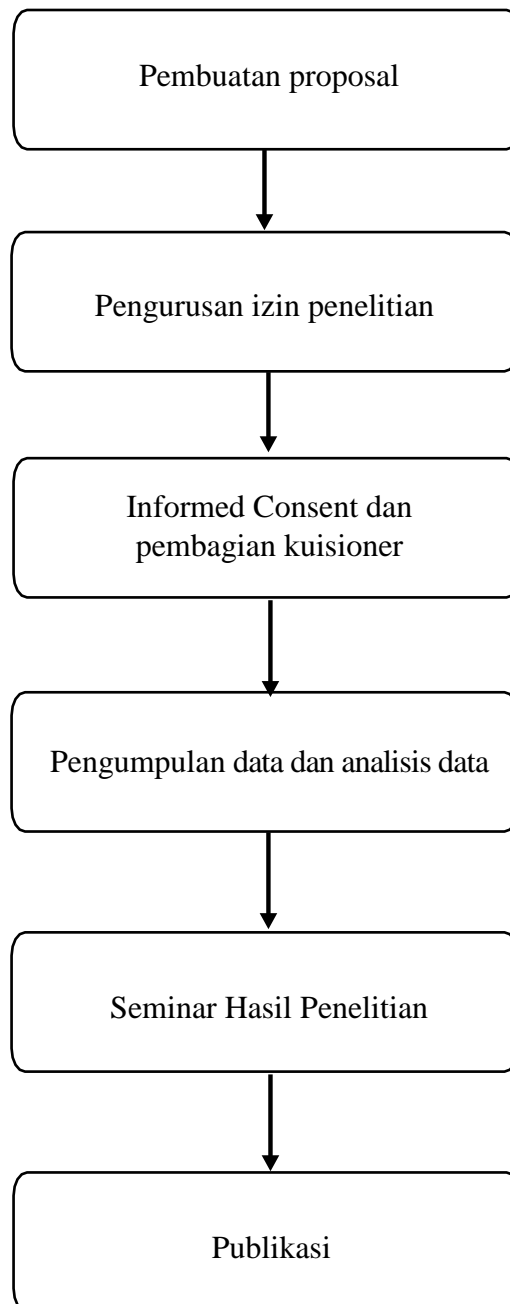 Pembuatan proposal
Pengurusan izin penelitian
Informed Consent dan
pembagian kuisioner
Pengumpulan data dan analisis data
Seminar Hasil Penelitian
Publikasi